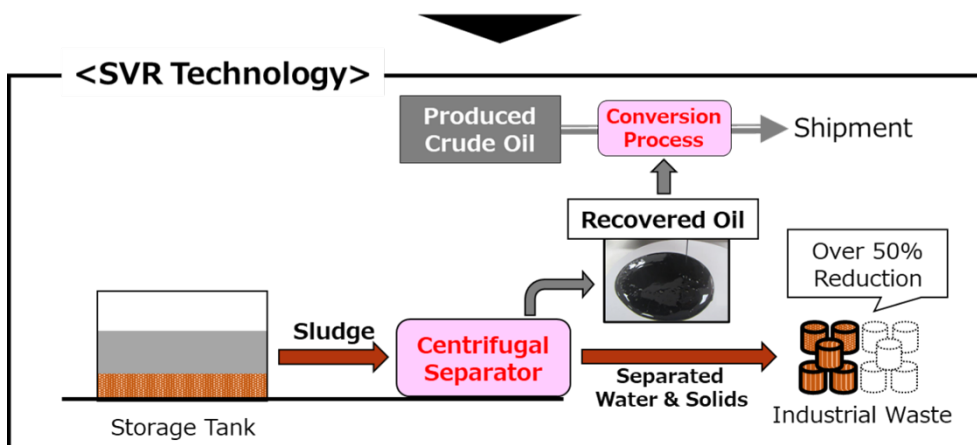 <SVR Technology>
Produced
Crude Oil
Conversion
Process
Shipment
Recovered Oil
Over 50%
Reduction
Sludge
Centrifugal
Separator
Separated
Water & Solids
Storage Tank
Industrial Waste